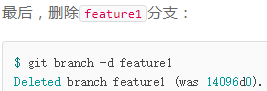 最后，删除feature1分支：
$ git branch -d feature1
Deleted branch feature1 (was 14096d0).